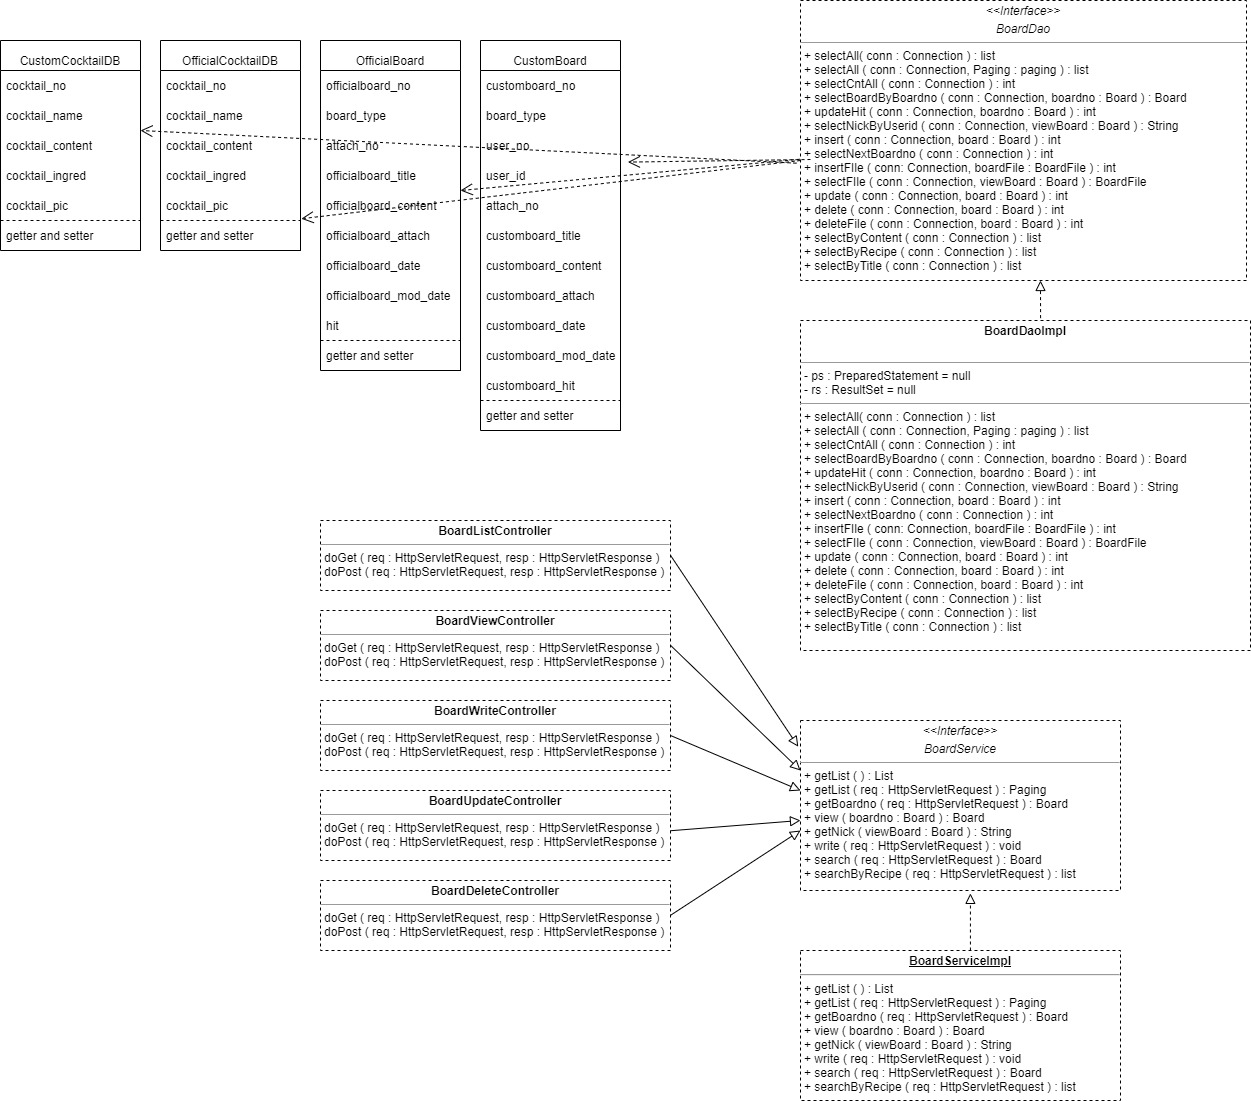 CustomCocktailDB
cocktail_no
cocktail_name
cocktail_content
cocktail_ingred
cocktail_pic
getter and setter
OfficialCocktailDB
cocktail_no
cocktail_name
cocktail_content
cocktail_ingred
cocktail_pic
getter and setter
OfficialBoard
officialboard_no
board_type
attach_no
officialboard_title
officialboard_content
officialboard_attach
officialboard_date
officialboard_mod_date
hit
getter and setter
CustomBoard
customboard_no
board_type
user_no
user_id
attach_no
customboard_title
customboard_content
customboard_attach
customboard_date
customboard_mod_date
customboard_hit
getter and setter
<<Interface>>
BoardDao
+ selectAll( conn : Connection ) : list
+ selectAll ( conn : Connection, Paging : paging ) : list
+ selectCntAll ( conn : Connection ) : int
+ selectBoardByBoardno ( conn : Connection, boardno : Board ) : Board
+ updateHit ( conn : Connection, boardno : Board ) : int
+ selectNickByUserid ( conn : Connection, viewBoard : Board ) : String
+ insert ( conn : Connection, board : Board ) : int
+ selectNextBoardno ( conn : Connection ) : int
+ insertFIle ( conn: Connection, boardFile : BoardFile ) : int
+ selectFIle ( conn : Connection, viewBoard : Board ) : BoardFile
+ update ( conn : Connection, board : Board ) : int
+ delete ( conn : Connection, board : Board ) : int
+ deleteFile ( conn : Connection, board : Board ) : int
+ selectByContent ( conn : Connection ) : list
+ selectByRecipe ( conn : Connection ) : list
+ selectByTitle ( conn : Connection ) : list
BoardDaoImpl
- ps : PreparedStatement = null
- rs : ResultSet = null
+ selectAll( conn : Connection ) : list
+ selectAll ( conn : Connection, Paging : paging ) : list
+ selectCntAll ( conn : Connection ) : int
+ selectBoardByBoardno ( conn : Connection, boardno : Board ) : Board
+ updateHit ( conn : Connection, boardno : Board ) : int
+ selectNickByUserid ( conn : Connection, viewBoard : Board ) : String
+ insert ( conn : Connection, board : Board ) : int
+ selectNextBoardno ( conn : Connection ) : int
+ insertFIle ( conn: Connection, boardFile : BoardFile ) : int
+ selectFIle ( conn : Connection, viewBoard : Board ) : BoardFile
+ update ( conn : Connection, board : Board ) : int
+ delete ( conn : Connection, board : Board ) : int
+ deleteFile ( conn : Connection, board : Board ) : int
+ selectByContent ( conn : Connection ) : list
+ selectByRecipe ( conn : Connection ) : list
+ selectByTitle ( conn : Connection ) : list
BoardListController
doGet ( req : HttpServletRequest, resp : HttpServletResponse )
doPost ( req : HttpServletRequest, resp : HttpServletResponse )
BoardViewController
doGet ( req : HttpServletRequest, resp : HttpServletResponse )
doPost ( req : HttpServletRequest, resp : HttpServletResponse )
BoardWriteController
doGet ( req : HttpServletRequest, resp : HttpServletResponse )
doPost ( req : HttpServletRequest, resp : HttpServletResponse )
BoardUpdateController
doGet ( req : HttpServletRequest, resp : HttpServletResponse )
doPost ( req : HttpServletRequest, resp : HttpServletResponse )
BoardDeleteController
doGet ( req : HttpServletRequest, resp : HttpServletResponse )
doPost ( req : HttpServletRequest, resp : HttpServletResponse )
<<Interface>>
BoardService
+ getList ( ) : List
+ getList ( req : HttpServletRequest ) : Paging
+ getBoardno ( req : HttpServletRequest ) : Board
+ view ( boardno : Board ) : Board
+ getNick ( viewBoard : Board ) : String
+ write ( req : HttpServletRequest ) : void
+ search ( req : HttpServletRequest ) : Board
+ searchByRecipe ( req : HttpServletRequest ) : list
BoardServiceImpl
+ getList ( ) : List
+ getList ( req : HttpServletRequest ) : Paging
+ getBoardno ( req : HttpServletRequest ) : Board
+ view ( boardno : Board ) : Board
+ getNick ( viewBoard : Board ) : String
+ write ( req : HttpServletRequest ) : void
+ search ( req : HttpServletRequest ) : Board
+ searchByRecipe ( req : HttpServletRequest ) : list